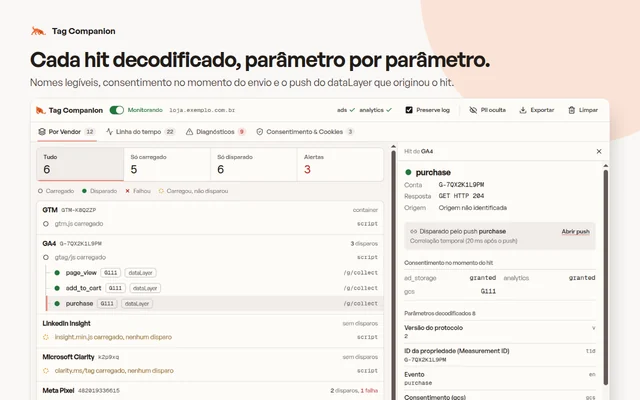 Tag Companion
Cada hit decodificado, parâmetro por parâmetro.
Nomes legíveis, consentimento no momento do envio e o push do dataLayer que originou o hit.
Tag Companion Monitorando loja.exemplo.com.br ads analytics Preserve log PII oculta Exportar Limpar
Por Vendor 12 Linha do tempo 22 Diagnósticos 9 Consentimento & Cookies 3
Tudo
6
Só carregado
5
Só disparado
6
Alertas
3
Carregado Disparado Falhou Carregou, não disparou
GTM GTM-K8Q2ZP container
gtm.js carregado script
GA4 G-7QX2K1L9PM 3 disparos
gtag/js carregado script
page_view G111 dataLayer /g/collect
add_to_cart G111 dataLayer /g/collect
purchase G111 dataLayer /g/collect
LinkedIn Insight sem disparos
insight.min.js carregado, nenhum disparo script
Microsoft Clarity k2p9xq sem disparos
clarity.ms/tag carregado, nenhum disparo script
Meta Pixel 482019336615 2 disparos, 1 falha
Hit de GA4
purchase
Conta G-7QX2K1L9PM
Resposta GET HTTP 204
Origem Origem não identificada
Disparado pelo push purchase Abrir push
Correlação temporal (20 ms após o push)
Consentimento no momento do hit
ad_storage granted analytics granted
gcs G111
Parâmetros decodificados 8
Versão do protocolo v
2
ID da propriedade (Measurement ID) tid
G-7QX2K1L9PM
Evento en
purchase
Consentimento (gcs) gcs